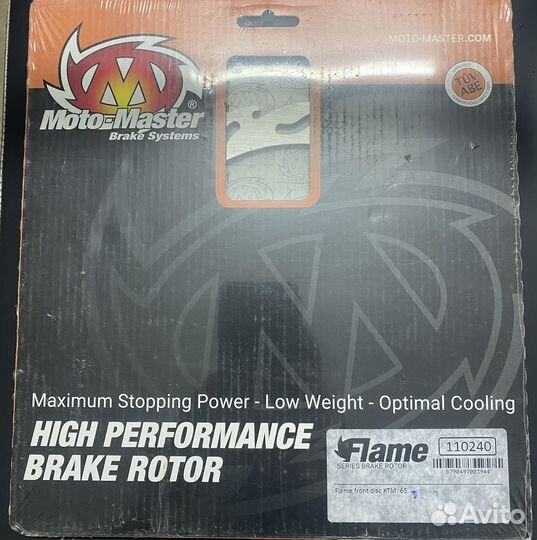 MOTO-MASTER.COM
TÜV
ABE
Moto-Master®
Brake Systems
Maximum Stopping Power - Low Weight - Optimal Cooling
HIGH PERFORMANCE
BRAKE ROTOR
Flame
SERIES BRAKE ROTOR
110240
8790497003944
Flame front disc KTM: 65
Avito